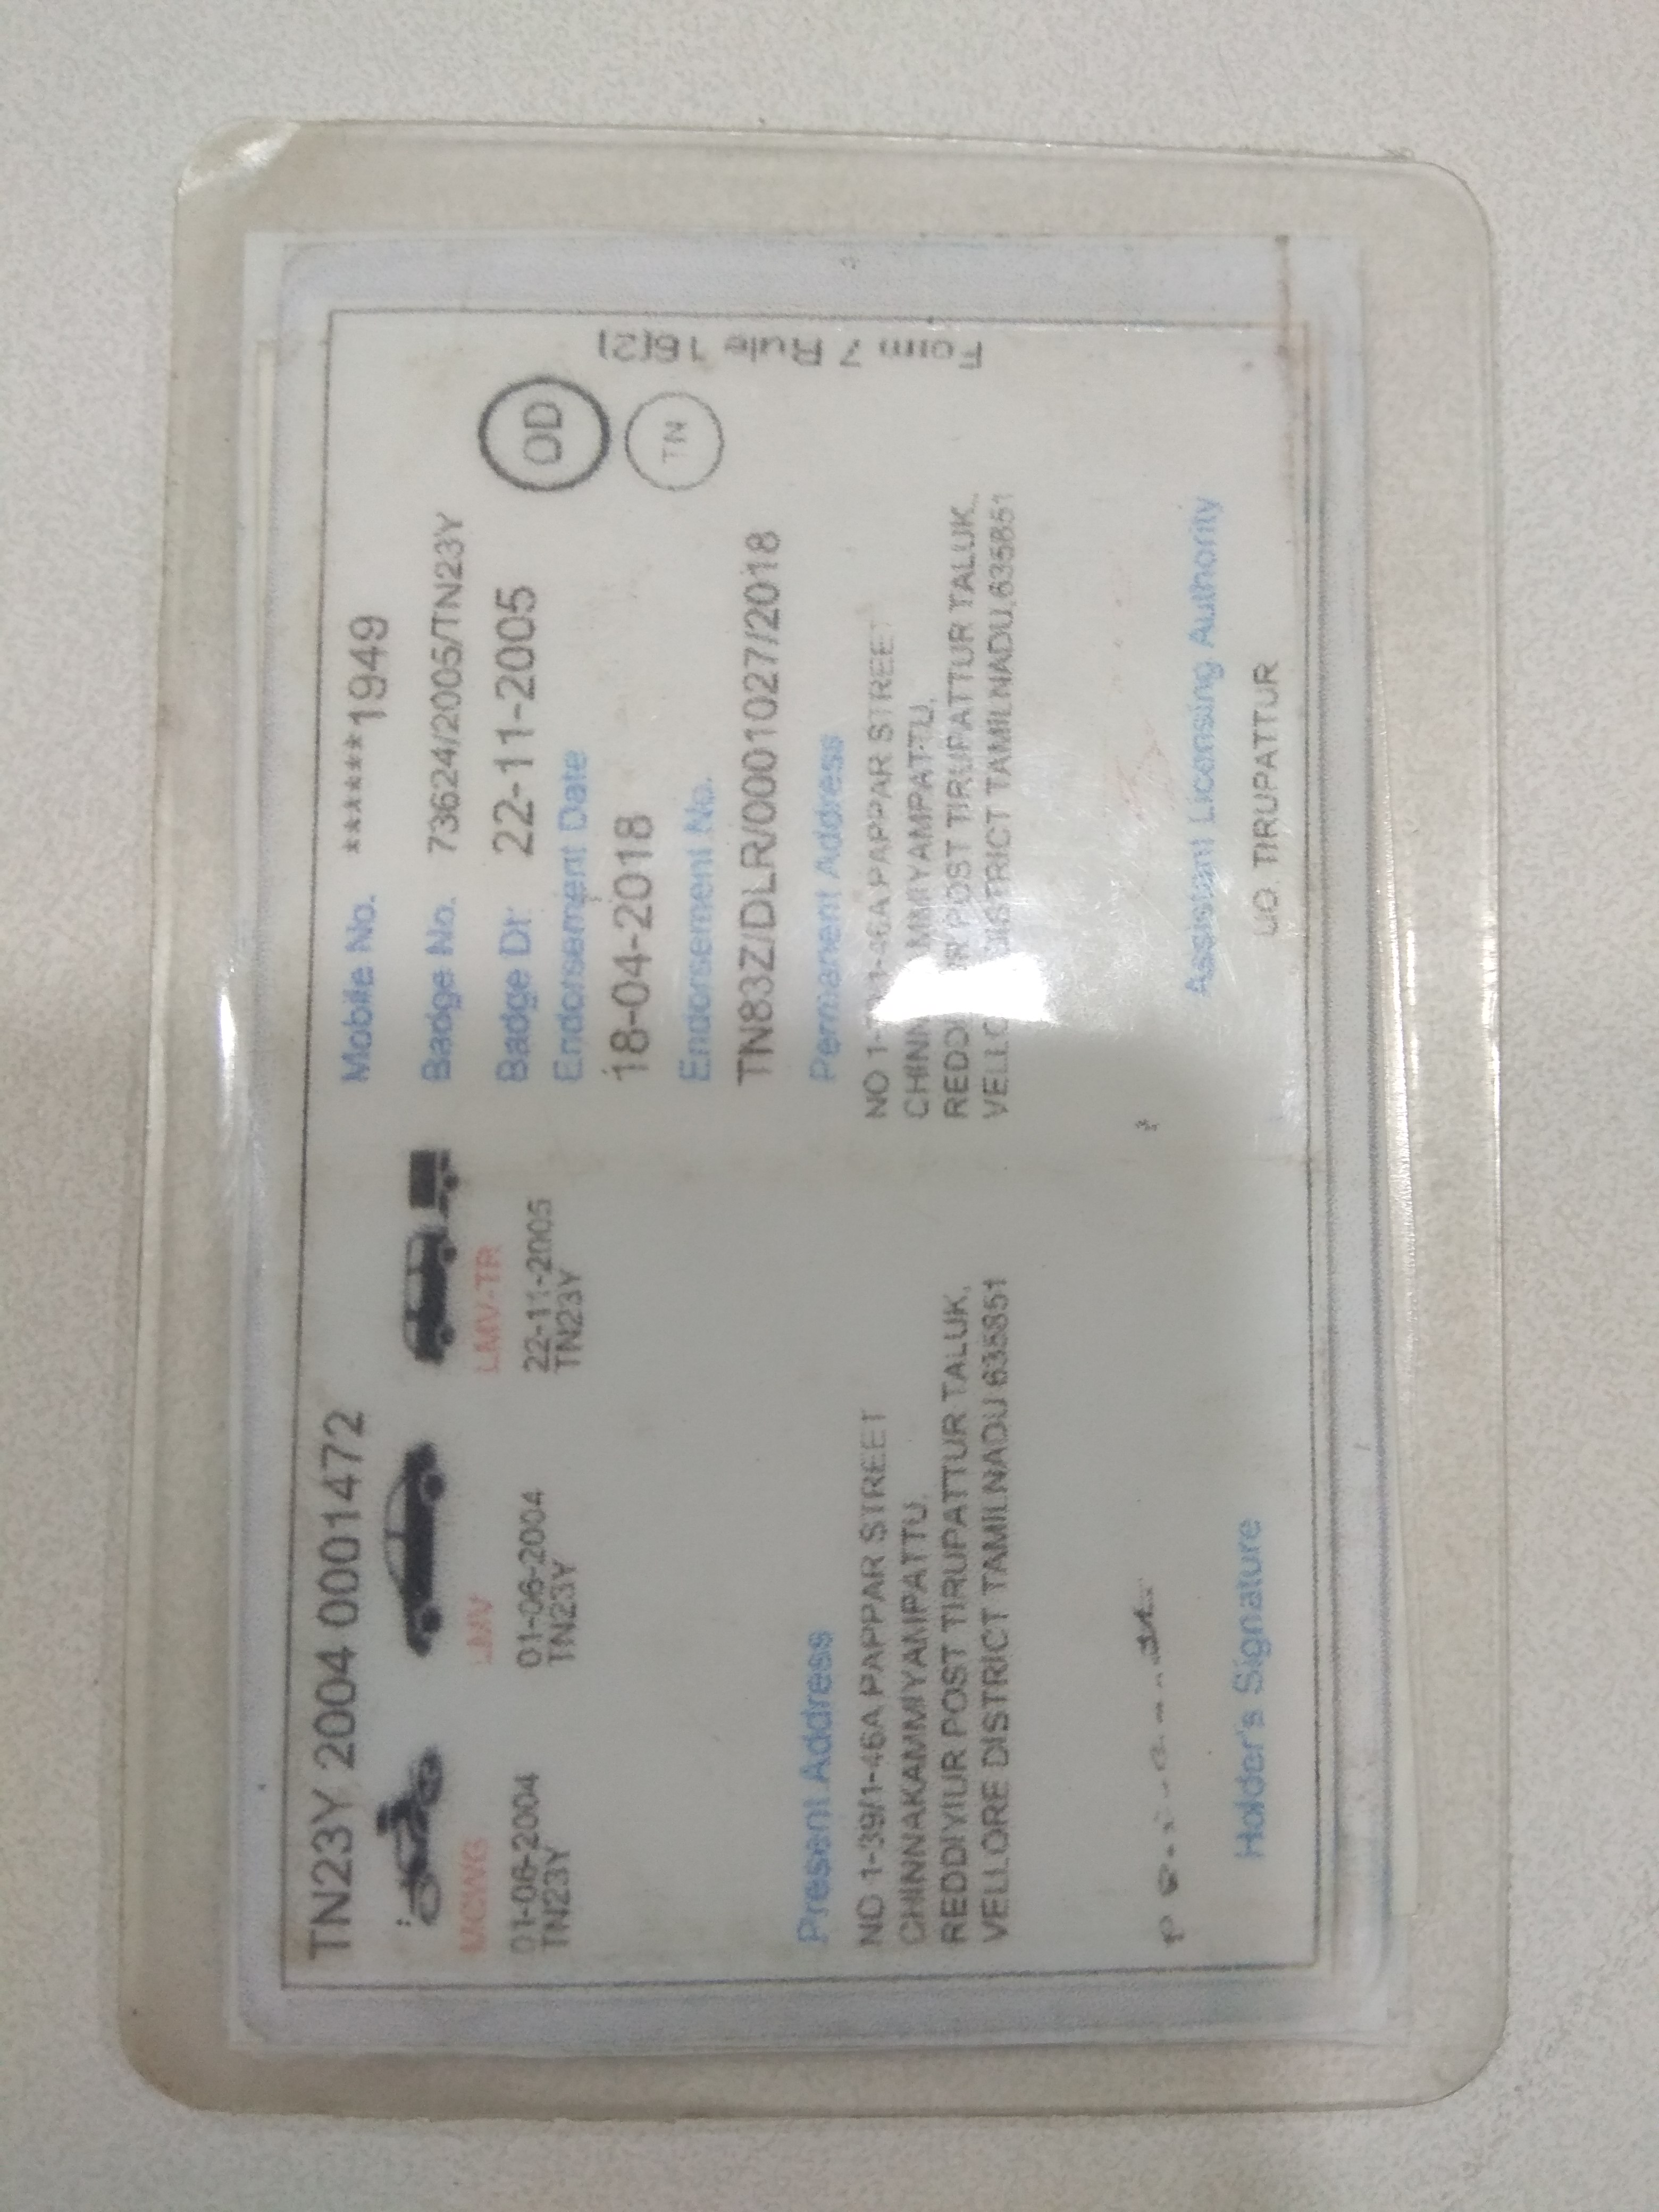 TN23Y 2004 0001472
MCWG
01-06-2004
TN23Y
LMV
01-06-2004
TN23Y
LMV-TR
22-11-2005
TN23Y
Mobile No. ******1949
Badge No. 73624/2005/TN23Y
Badge Dt 22-11-2005
Endorsement Date
18-04-2018
Endorsement No.
TN83Z/DLR/0001027/2018
OD
TN
Form 7 Rule 16(2)
Present Address
NO 1-39/1-46A PAPPAR STREET
CHINNAKAMMIYAMPATTU,
REDDIYIUR POST TIRUPATTUR TALUK,
VELLORE DISTRICT TAMILNADU 635851
Permanent Address
NO PAPPAR STREET
REDD POST TIRUPATTUR TALUK,
DISTRICT TAMILNADU,635851
Holder's Signature
Assistant Licensing Authority
UO, TIRUPATTUR